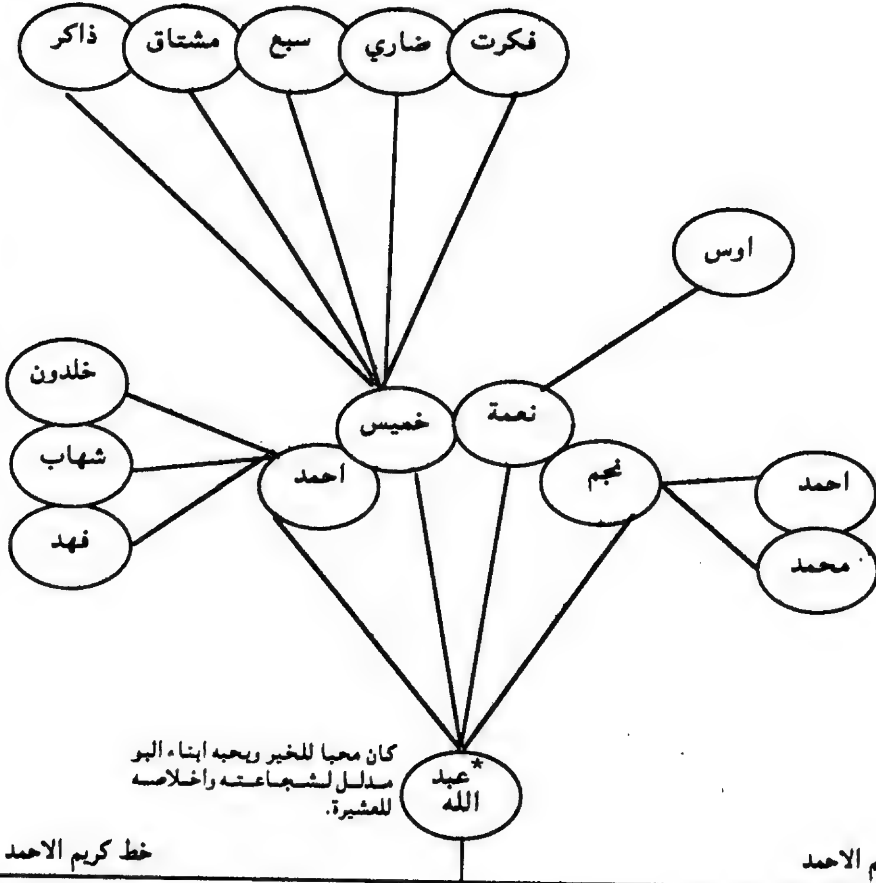 فكرت ضاري سبع مشتاق ذاكر
اوس
خلدون
نعمة
خميس
شهاب
احمد
نجم
احمد
فهد
محمد
كان محبا للخير ويحبه ابناء البو
مدلل لشجاعته واخلاصه
للعشيرة.
*عبد
الله
م الاحمد
خط كريم الاحمد